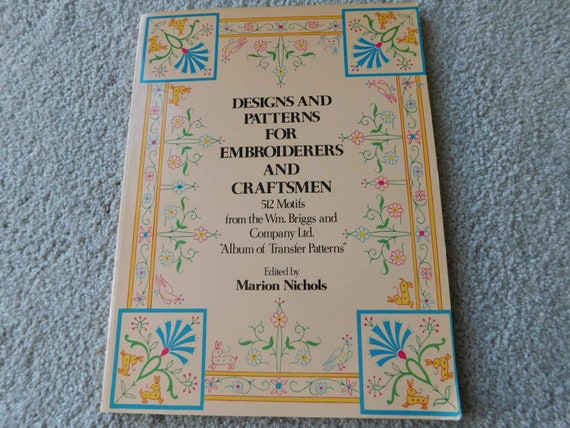 DESIGNS AND
PATTERNS
FOR
EMBROIDERERS
AND
CRAFTSMEN
512 Motifs
from the Wm. Briggs and
Company Ltd.
"Album of Transfer Patterns"
Edited by
Marion Nichols